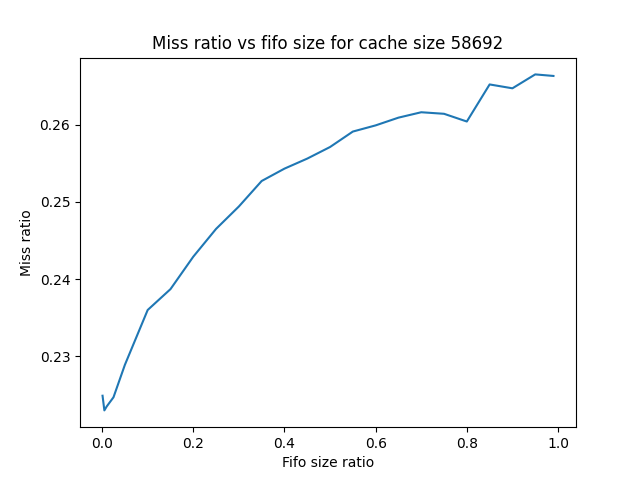 Miss ratio vs fifo size for cache size 58692
0.26
0.25
0.24
0.23
Miss ratio
0.0 0.2 0.4 0.6 0.8 1.0
Fifo size ratio